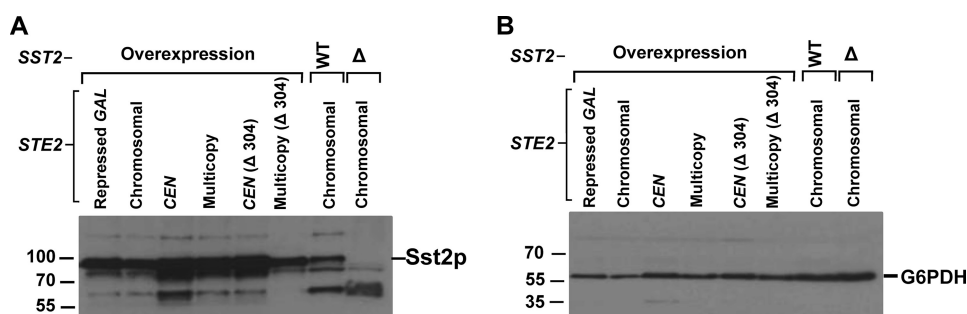 A
SST2–
Overexpression
WT
Δ
STE2–
Repressed GAL
Chromosomal
CEN
Multicopy
CEN (Δ 304)
Multicopy (Δ 304)
Chromosomal
Chromosomal
100
70
55
–Sst2p
B
SST2–
Overexpression
WT
Δ
STE2–
Repressed GAL
Chromosomal
CEN
Multicopy
CEN (Δ 304)
Multicopy (Δ 304)
Chromosomal
Chromosomal
70
55
35
G6PDH